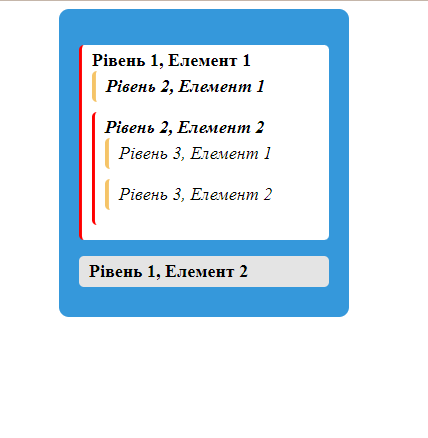 Рівень 1, Елемент 1
Рівень 2, Елемент 1
Рівень 2, Елемент 2
Рівень 3, Елемент 1
Рівень 3, Елемент 2
Рівень 1, Елемент 2